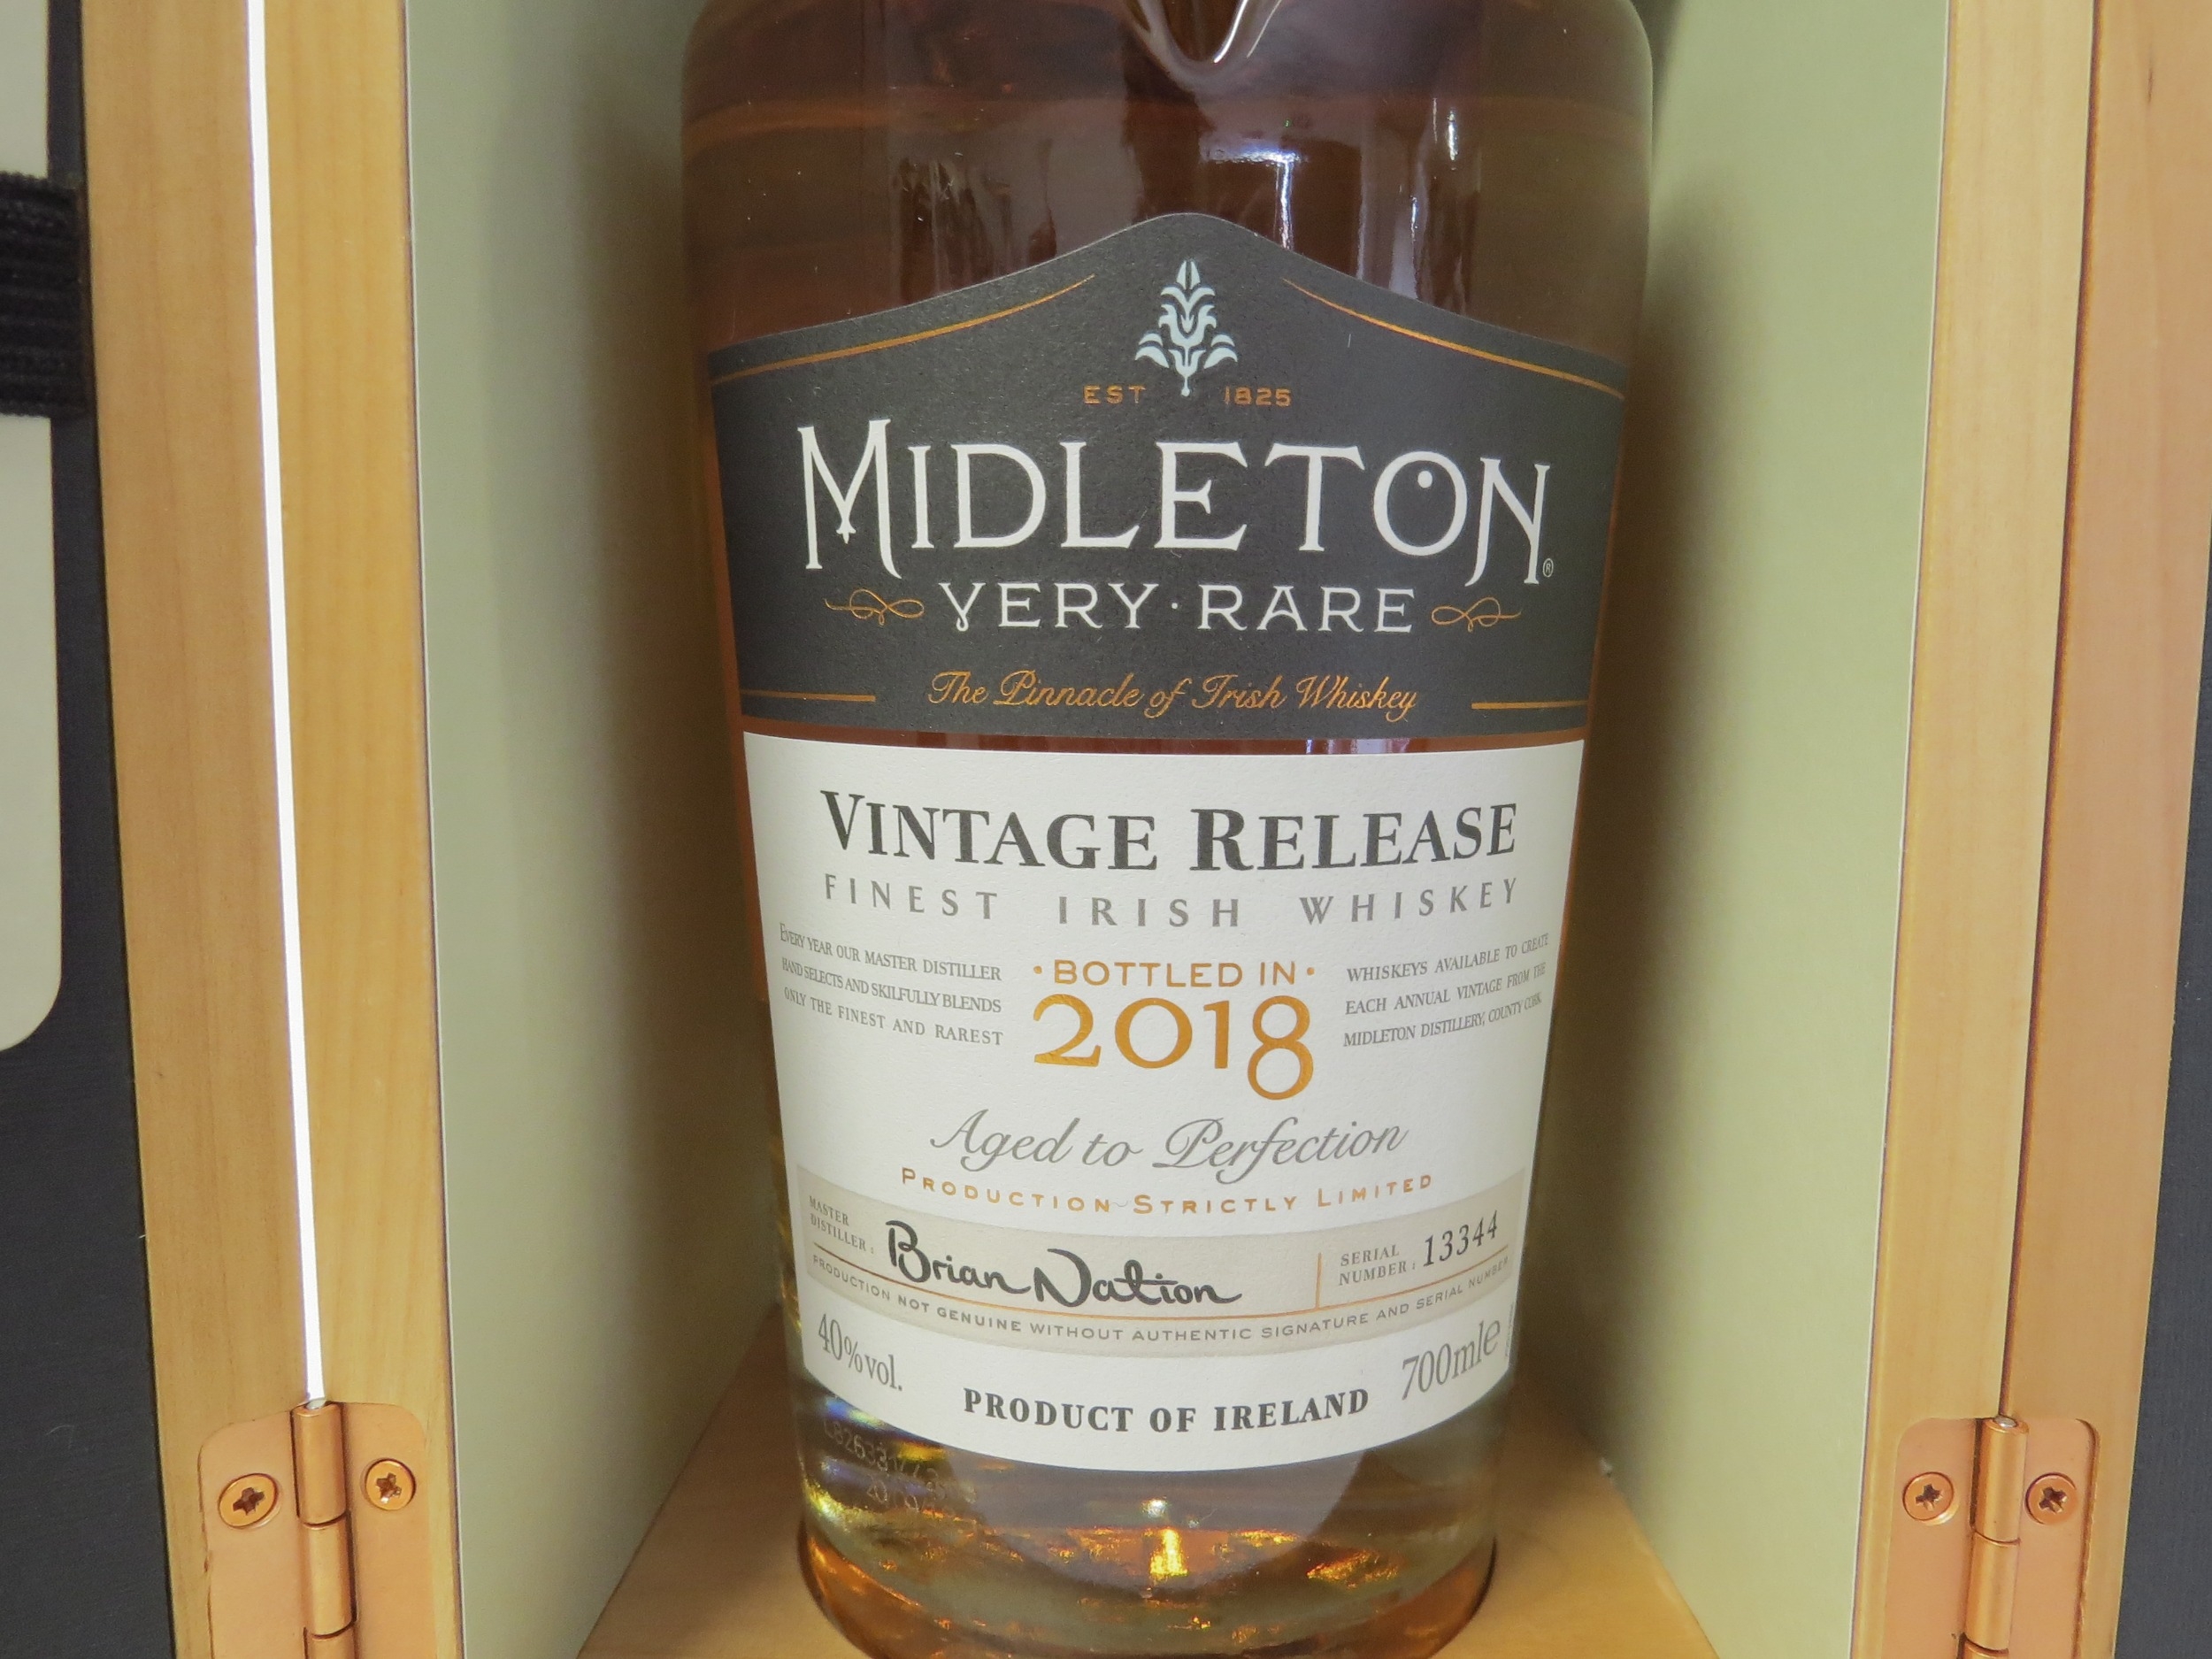 EST 1825
MIDLETON®
VERY·RARE
The Pinnacle of Irish Whiskey
VINTAGE RELEASE
FINEST IRISH WHISKEY
EVERY YEAR OUR MASTER DISTILLER
HAND SELECTS AND SKILFULLY BLENDS
ONLY THE FINEST AND RAREST
·BOTTLED IN·
2018
WHISKEYS AVAILABLE TO CREATE
EACH ANNUAL VINTAGE FROM THE
MIDLETON DISTILLERY, COUNTY CORK
Aged to Perfection
PRODUCTION STRICTLY LIMITED
MASTER
DISTILLER:
Brian Nation
SERIAL
NUMBER:
13344
PRODUCTION NOT GENUINE WITHOUT AUTHENTIC SIGNATURE AND SERIAL NUMBER
40%vol.
700mle
PRODUCT OF IRELAND